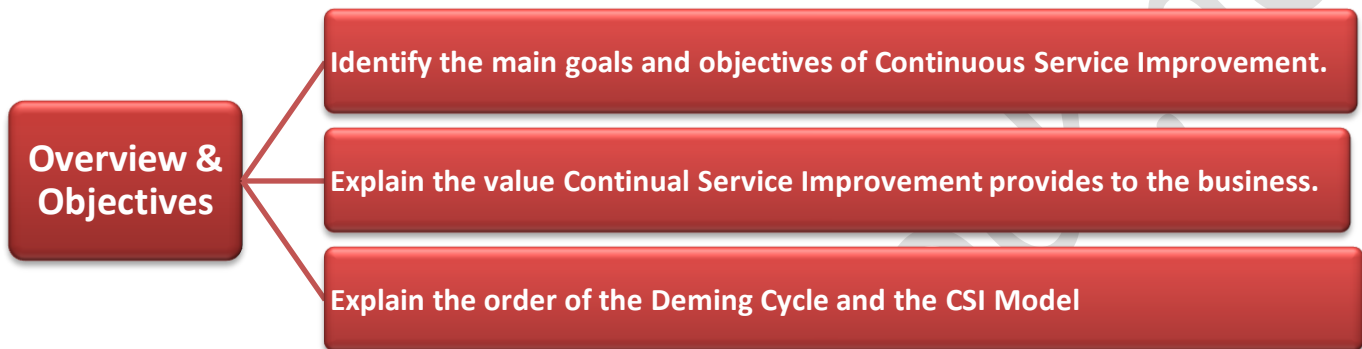 Overview &
Objectives
Identify the main goals and objectives of Continuous Service Improvement.
Explain the value Continual Service Improvement provides to the business.
Explain the order of the Deming Cycle and the CSI Model